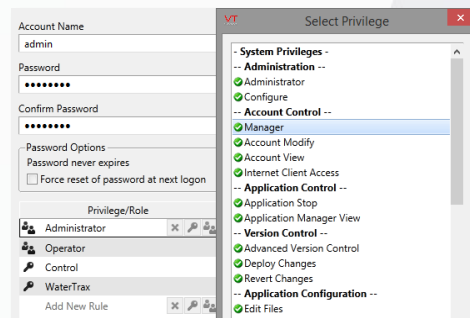 Account Name
admin
Password
Confirm Password
Password Options
Password never expires
Force reset of password at next logon
Privilege/Role
Administrator
Operator
Control
WaterTrax
Add New Rule
VT
Select Privilege
- System Privileges -
-- Administration --
Administrator
Configure
-- Account Control --
Manager
Account Modify
Account View
Internet Client Access
-- Application Control --
Application Stop
Application Manager View
-- Version Control --
Advanced Version Control
Deploy Changes
Revert Changes
-- Application Configuration --
Edit Files